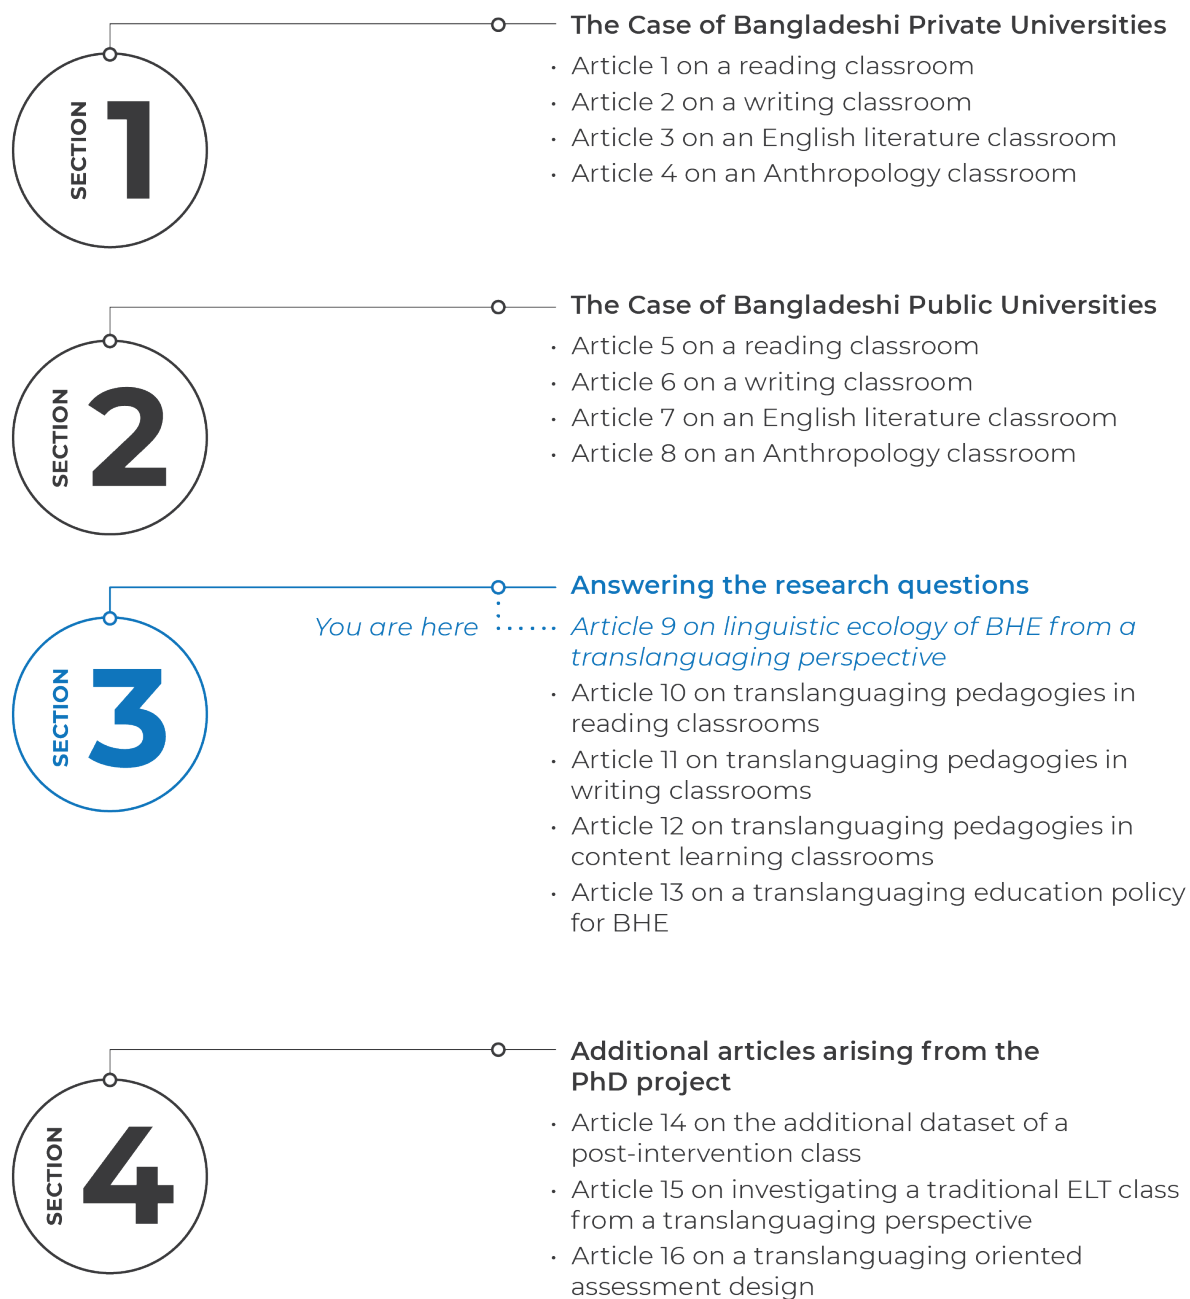 SECTION 1
The Case of Bangladeshi Private Universities
· Article 1 on a reading classroom
· Article 2 on a writing classroom
· Article 3 on an English literature classroom
· Article 4 on an Anthropology classroom
SECTION 2
The Case of Bangladeshi Public Universities
· Article 5 on a reading classroom
· Article 6 on a writing classroom
· Article 7 on an English literature classroom
· Article 8 on an Anthropology classroom
SECTION 3
Answering the research questions
You are here
Article 9 on linguistic ecology of BHE from a
translanguaging perspective
· Article 10 on translanguaging pedagogies in
reading classrooms
· Article 11 on translanguaging pedagogies in
writing classrooms
· Article 12 on translanguaging pedagogies in
content learning classrooms
· Article 13 on a translanguaging education policy
for BHE
SECTION 4
Additional articles arising from the
PhD project
· Article 14 on the additional dataset of a
post-intervention class
· Article 15 on investigating a traditional ELT class
from a translanguaging perspective
· Article 16 on a translanguaging oriented
assessment design